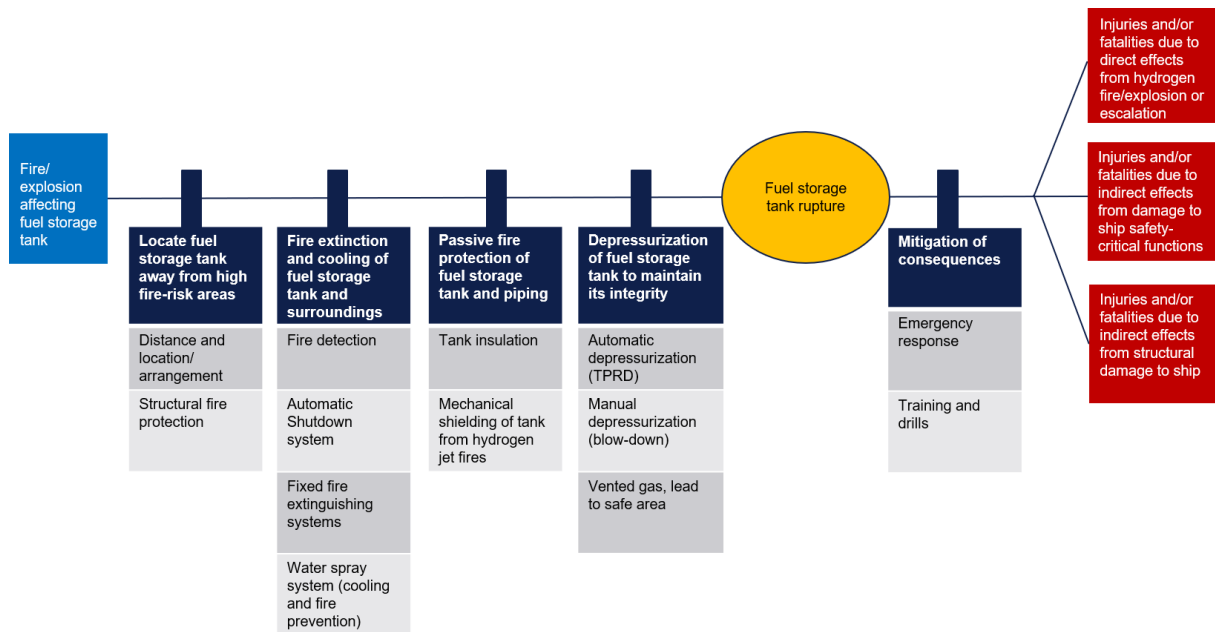 Fire/
explosion
affecting
fuel storage
tank
Locate fuel
storage tank
away from high
fire-risk areas
Distance and
location/
arrangement
Structural fire
protection
Fire extinction
and cooling of
fuel storage
tank and
surroundings
Fire detection
Automatic
Shutdown
system
Fixed fire
extinguishing
systems
Water spray
system (cooling
and fire
prevention)
Passive fire
protection of
fuel storage
tank and piping
Tank insulation
Mechanical
shielding of tank
from hydrogen
jet fires
Depressurization
of fuel storage
tank to maintain
its integrity
Automatic
depressurization
(TPRD)
Manual
depressurization
(blow-down)
Vented gas, lead
to safe area
Fuel storage
tank rupture
Mitigation of
consequences
Emergency
response
Training and
drills
Injuries and/or
fatalities due to
direct effects
from hydrogen
fire/explosion or
escalation
Injuries and/or
fatalities due to
indirect effects
from damage to
ship safety-
critical functions
Injuries and/or
fatalities due to
indirect effects
from structural
damage to ship